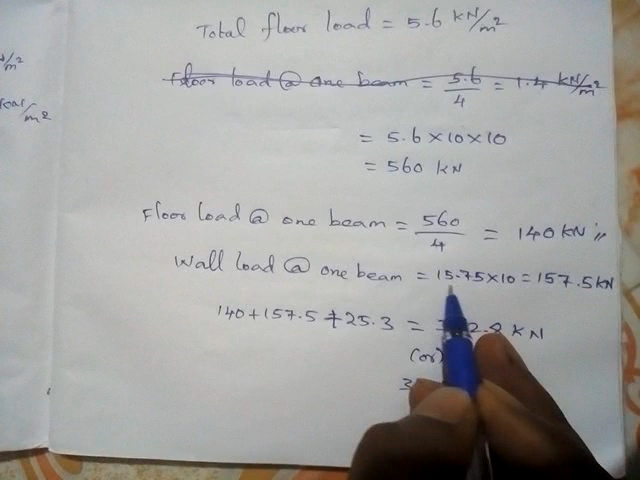 Total floor load = 5.6 kN/m²
Floor load @ one beam = 5.6/4 = 1.4 kN/m²
= 5.6 × 10 × 10
= 560 kN
Floor load @ one beam = 560/4 = 140 kN
Wall load @ one beam = 15.75 × 10 = 157.5 kN
140 + 157.5 + 25.3 = kN
(or)